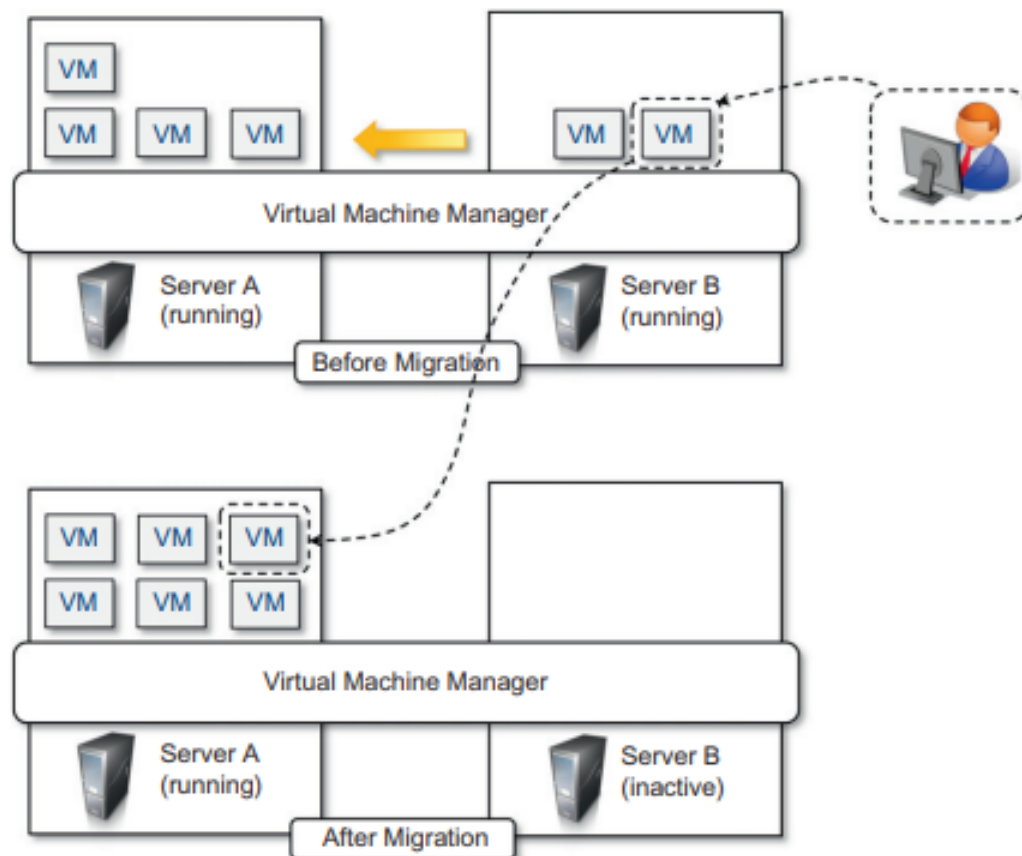 VM
VM VM VM VM VM
Virtual Machine Manager
Server A
(running)
Server B
(running)
Before Migration
VM VM VM
VM VM VM
Virtual Machine Manager
Server A
(running)
Server B
(inactive)
After Migration